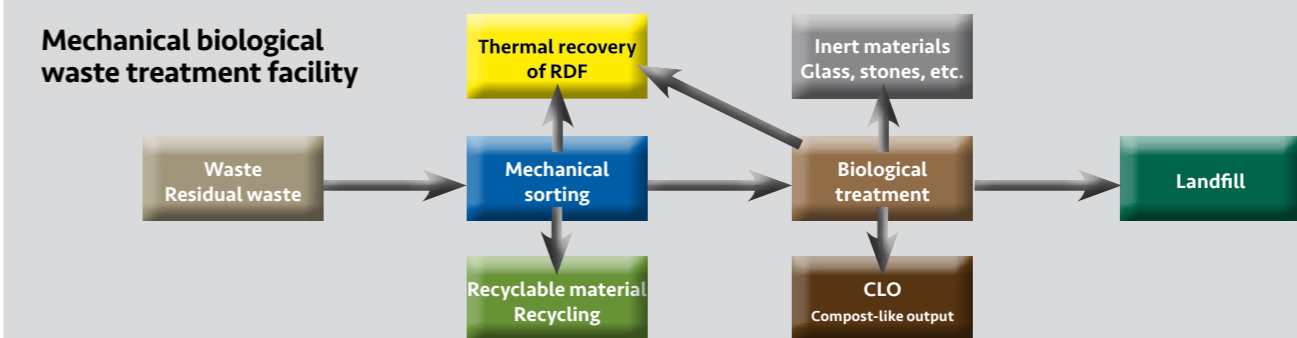 Mechanical biological
waste treatment facility
Thermal recovery
of RDF
Inert materials
Glass, stones, etc.
Waste
Residual waste
Mechanical
sorting
Biological
treatment
Landfill
Recyclable material
Recycling
CLO
Compost-like output